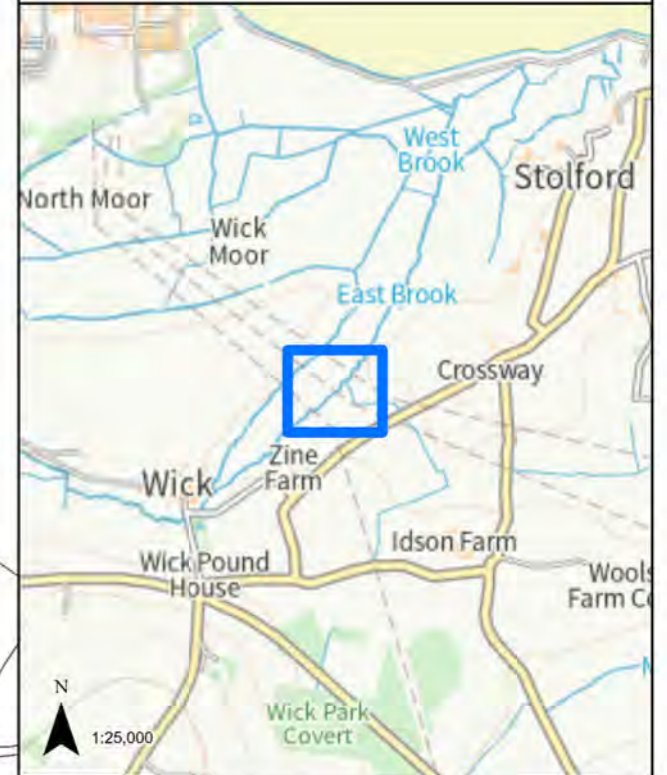 West
Brook
Stolford
North Moor
Wick
Moor
East Brook
Crossway
Zine
Farm
Wick
Idson Farm
Wick Pound
House
Wools
Farm Co
N
1:25,000
Wick Park
Covert